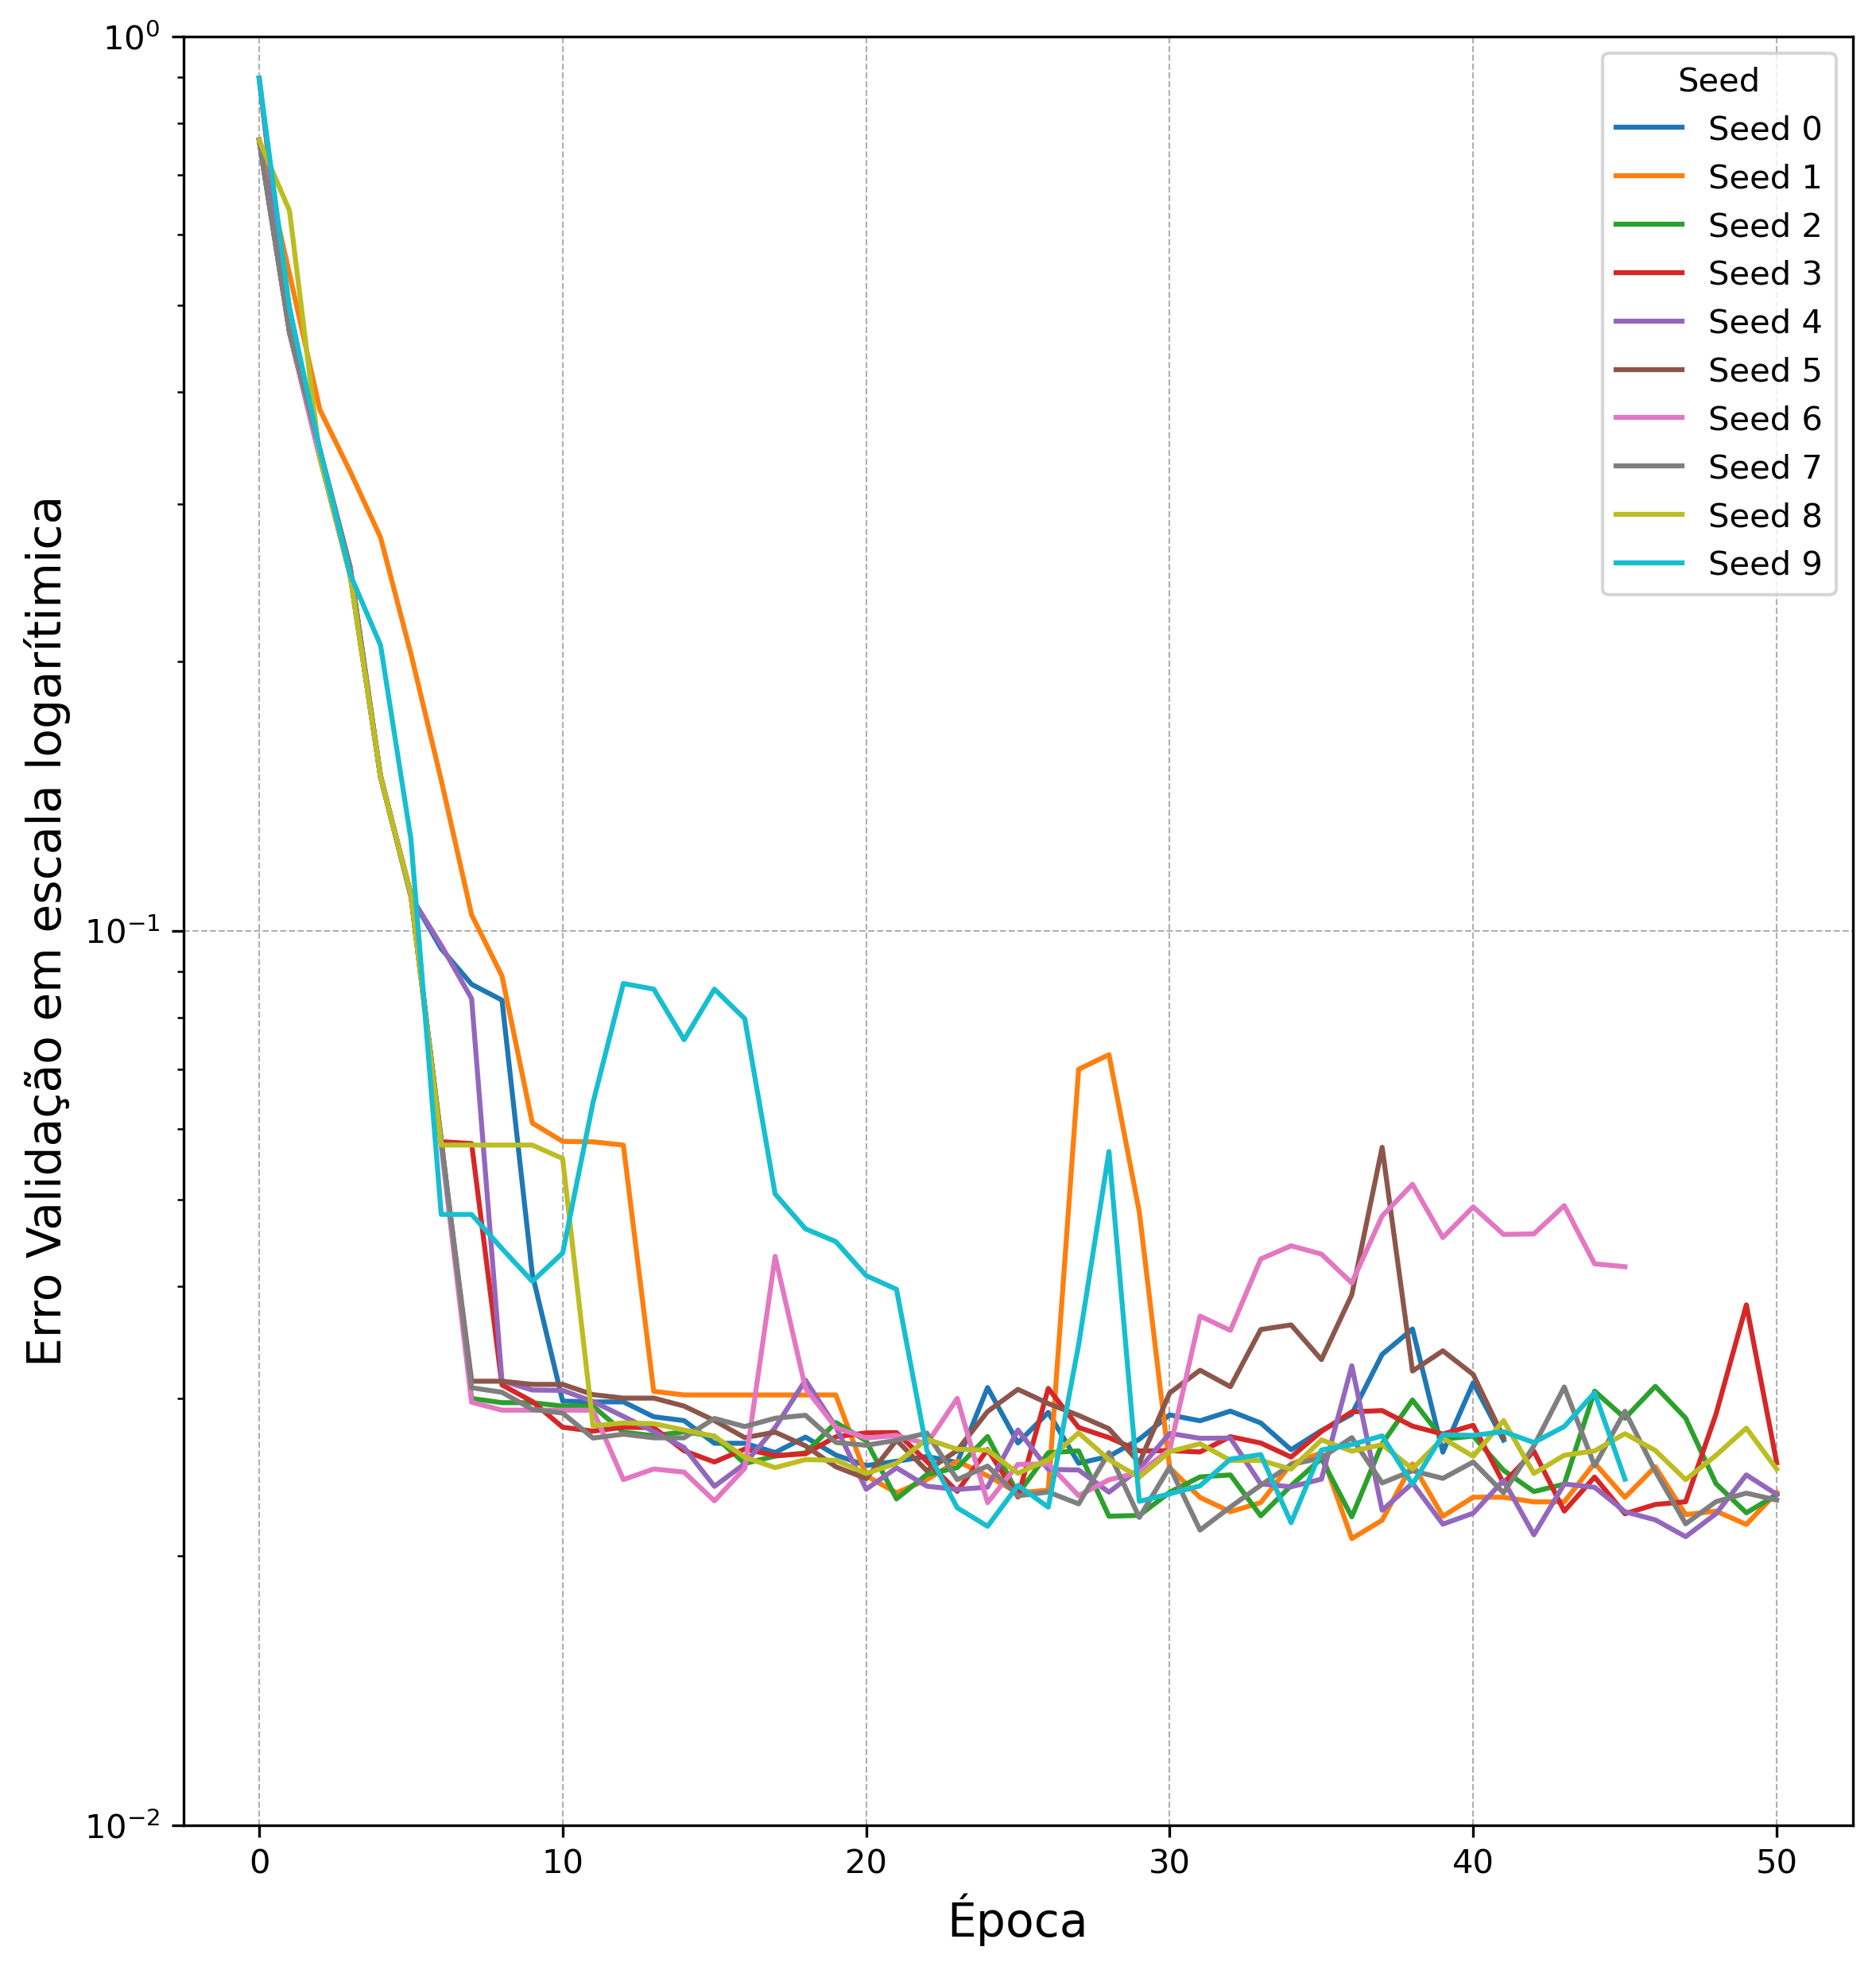 10⁰
10⁻¹
10⁻²
Erro Validação em escala logarítimica
0 10 20 30 40 50
Época
Seed
Seed 0
Seed 1
Seed 2
Seed 3
Seed 4
Seed 5
Seed 6
Seed 7
Seed 8
Seed 9